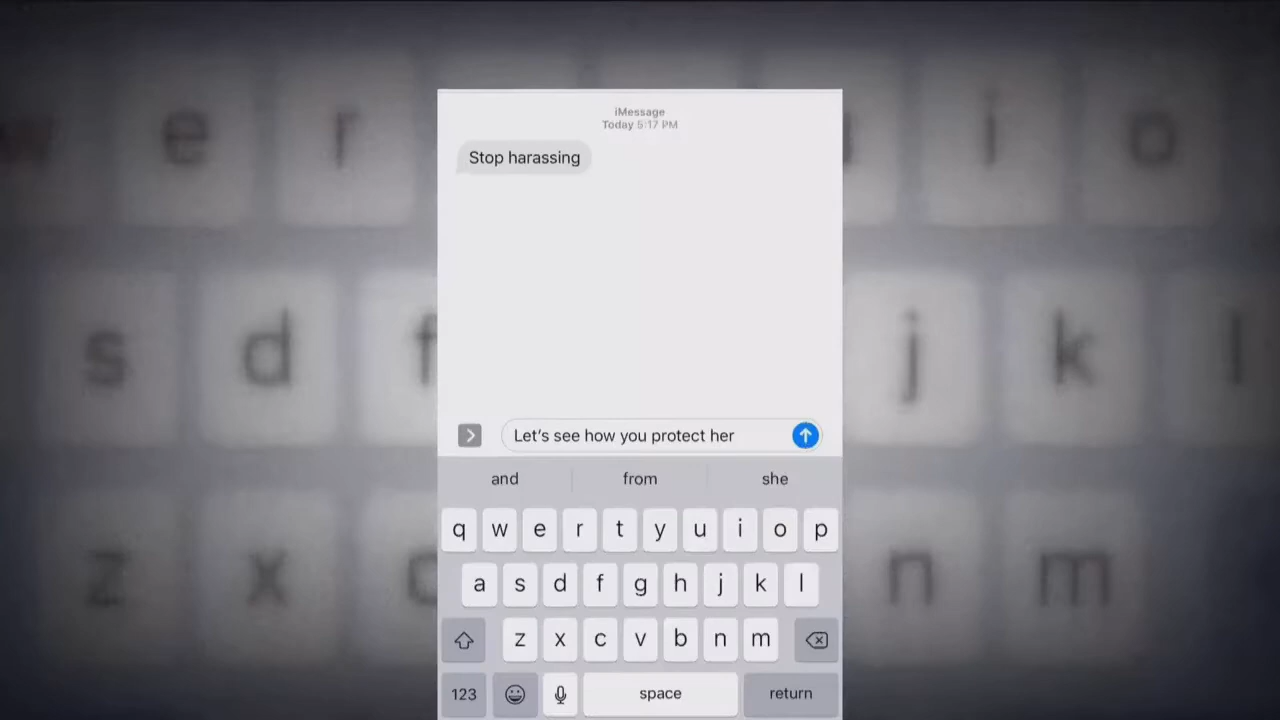 iMessage
Today 5:17 PM
Stop harassing
Let's see how you protect her
and from she
q w e r t y u i o p
a s d f g h j k l
z x c v b n m
123 space return
e r i o
s d f j k l
z x c n m